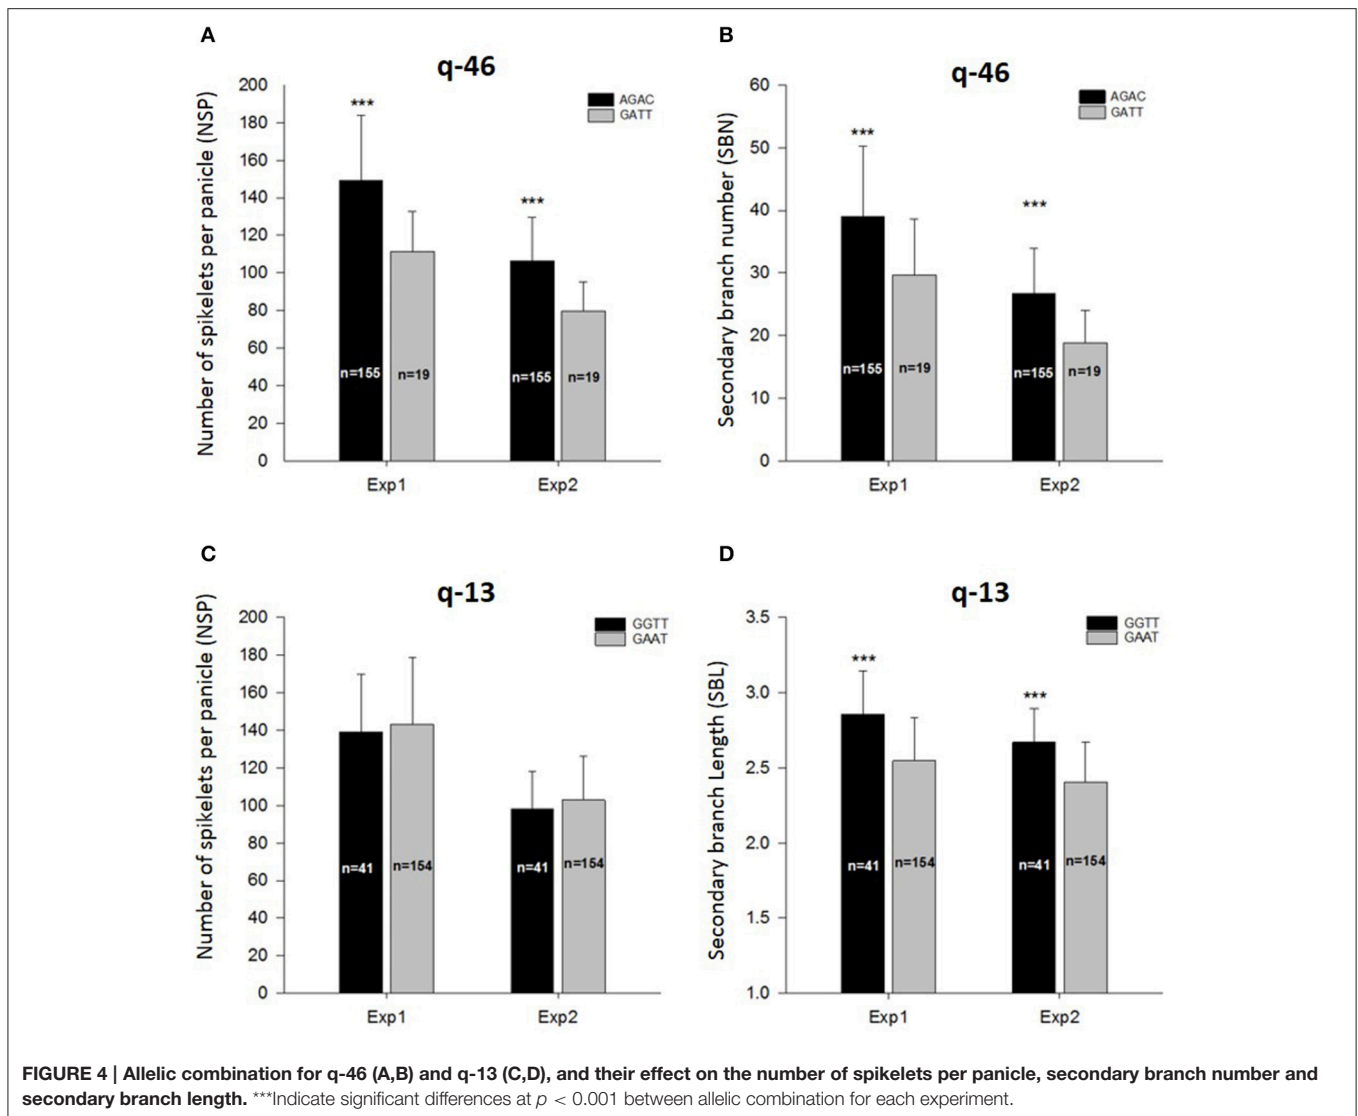 A
q-46
Number of spikelets per panicle (NSP)
200
180
160
140
120
100
80
60
40
20
0
AGAC
GATT
***
***
n=155
n=19
n=155
n=19
Exp1
Exp2
B
q-46
Secondary branch number (SBN)
60
50
40
30
20
10
0
AGAC
GATT
***
***
n=155
n=19
n=155
n=19
Exp1
Exp2
C
q-13
Number of spikelets per panicle (NSP)
200
180
160
140
120
100
80
60
40
20
0
GGTT
GAAT
n=41
n=154
n=41
n=154
Exp1
Exp2
D
q-13
Secondary branch Length (SBL)
3.5
3.0
2.5
2.0
1.5
1.0
GGTT
GAAT
***
***
n=41
n=154
n=41
n=154
Exp1
Exp2
FIGURE 4 | Allelic combination for q-46 (A,B) and q-13 (C,D), and their effect on the number of spikelets per panicle, secondary branch number and
secondary branch length. ***Indicate significant differences at p < 0.001 between allelic combination for each experiment.